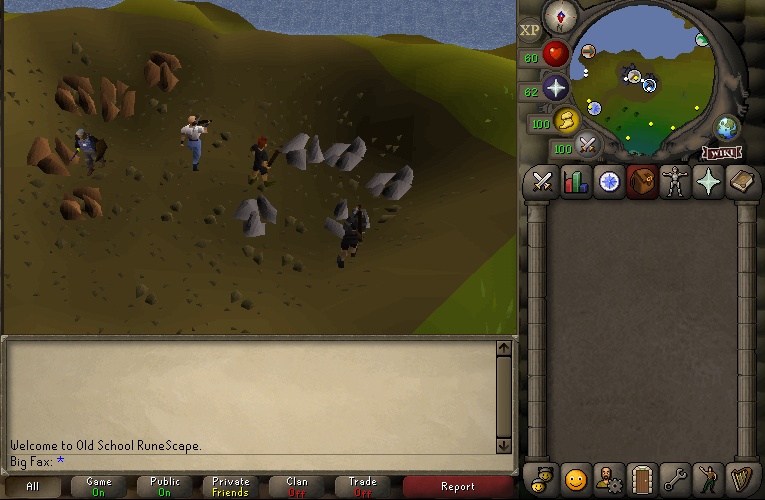 XP
60
62
100
100
WIKI
N
Welcome to Old School RuneScape.
Big Fax: *
All
Game
On
Public
On
Private
Friends
Clan
Off
Trade
Off
Report